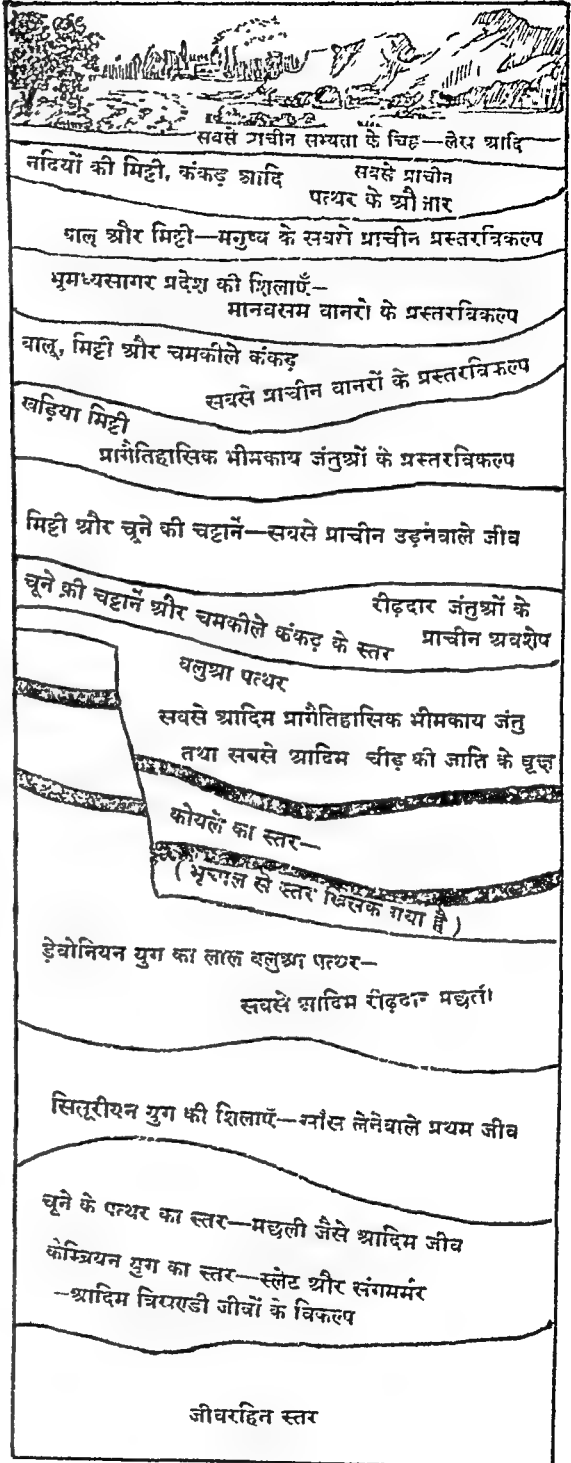 सबसे प्राचीन सभ्यता के चिह्न—लेख आदि
नदियों की मिट्टी, कंकड़ आदि
सबसे प्राचीन
पत्थर के औजार
बालू और मिट्टी—मनुष्य के सबसे प्राचीन प्रस्तरविकल्प
भूमध्यसागर प्रदेश की शिलाएँ—
मानवसम वानरों के प्रस्तरविकल्प
बालू, मिट्टी और चमकीले कंकड़
सबसे प्राचीन वानरों के प्रस्तरविकल्प
खड़िया मिट्टी
प्रागैतिहासिक भीमकाय जंतुओं के प्रस्तरविकल्प
मिट्टी और चूने की चट्टानें—सबसे प्राचीन उड़नेवाले जीव
चूने की चट्टानें और चमकीले कंकड़ के स्तर
रीढ़दार जंतुओं के
प्राचीन अवशेष
बलुआ पत्थर
सबसे आदिम प्रागैतिहासिक भीमकाय जंतु
तथा सबसे आदिम चीड़ की जाति के वृक्ष
कोयले का स्तर—
(भूचाल से स्तर खिसक गया है)
डेवोनियन युग का लाल बलुआ पत्थर—
सबसे आदिम रीढ़दार मछली
सिलूरीयन युग की शिलाएँ—साँस लेनेवाले प्रथम जीव
चूने के पत्थर का स्तर—मछली जैसे आदिम जीव
केम्ब्रियन युग का स्तर—स्लेट और संगमर्मर
—आदिम त्रिखण्डी जीवों के विकल्प
जीवरहित स्तर